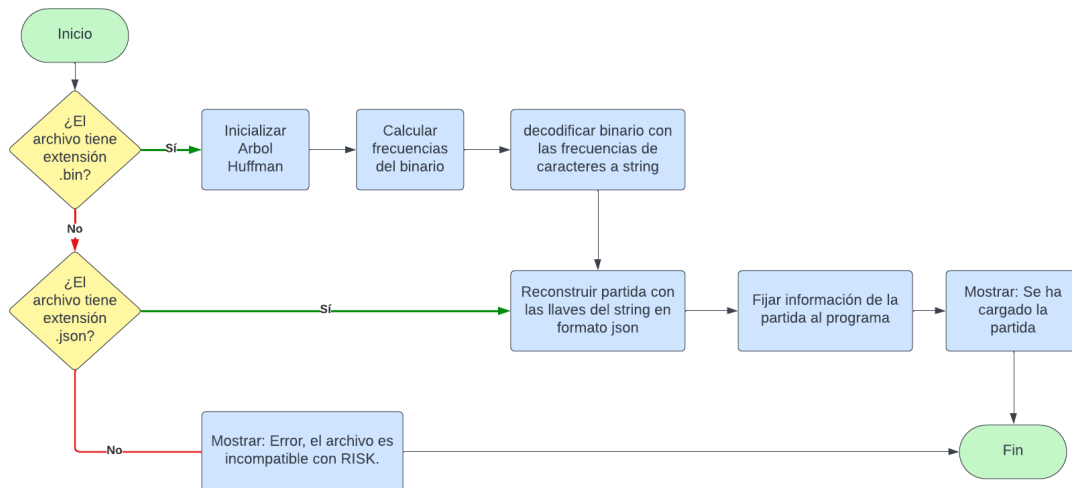 Inicio
¿El
archivo tiene
extensión
.bin?
Sí
Inicializar
Arbol
Huffman
Calcular
frecuencias
del binario
decodificar binario con
las frecuencias de
caracteres a string
No
¿El
archivo tiene
extensión
.json?
Sí
Reconstruir partida con
las llaves del string en
formato json
Fijar información de la
partida al programa
Mostrar: Se ha
cargado la
partida
No
Mostrar: Error, el archivo es
incompatible con RISK.
Fin